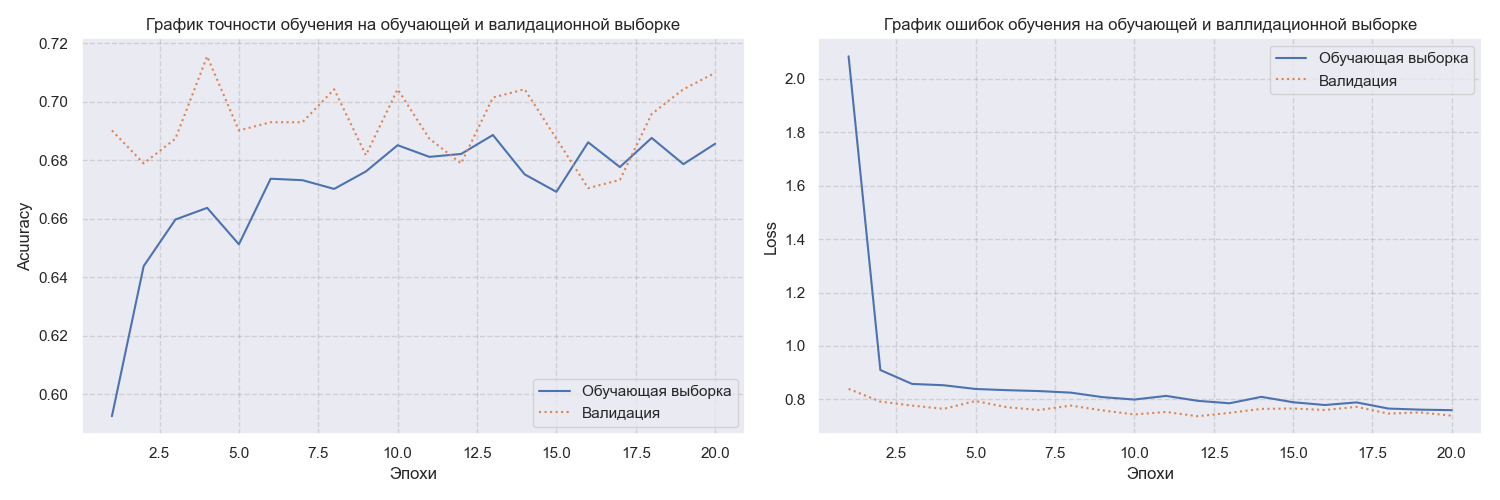 График точности обучения на обучающей и валидационной выборке
0.72
0.70
0.68
0.66
0.64
0.62
0.60
Acuuracy
Обучающая выборка
Валидация
2.5 5.0 7.5 10.0 12.5 15.0 17.5 20.0
Эпохи
График ошибок обучения на обучающей и валлидационной выборке
2.0
1.8
1.6
1.4
1.2
1.0
0.8
Loss
Обучающая выборка
Валидация
2.5 5.0 7.5 10.0 12.5 15.0 17.5 20.0
Эпохи